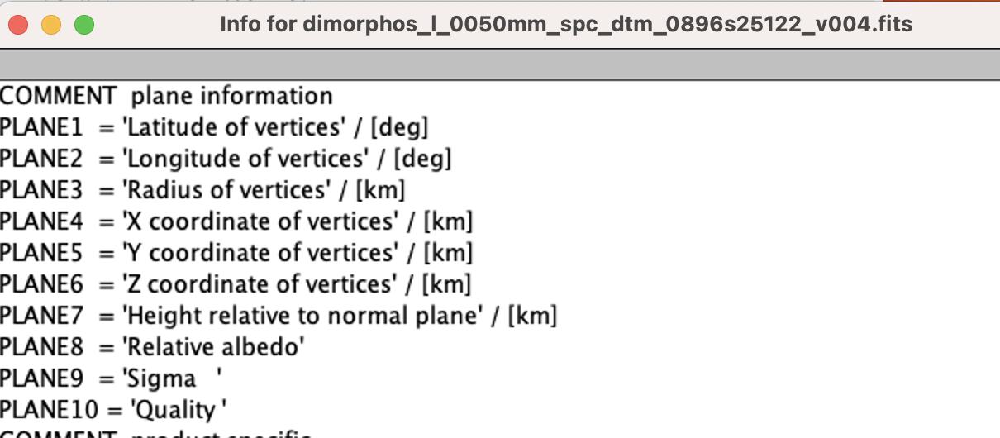 Info for dimorphos_l_0050mm_spc_dtm_0896s25122_v004.fits
COMMENT  plane information
PLANE1  = 'Latitude of vertices' / [deg]
PLANE2  = 'Longitude of vertices' / [deg]
PLANE3  = 'Radius of vertices' / [km]
PLANE4  = 'X coordinate of vertices' / [km]
PLANE5  = 'Y coordinate of vertices' / [km]
PLANE6  = 'Z coordinate of vertices' / [km]
PLANE7  = 'Height relative to normal plane' / [km]
PLANE8  = 'Relative albedo'
PLANE9  = 'Sigma   '
PLANE10 = 'Quality '
COMMENT  product specific